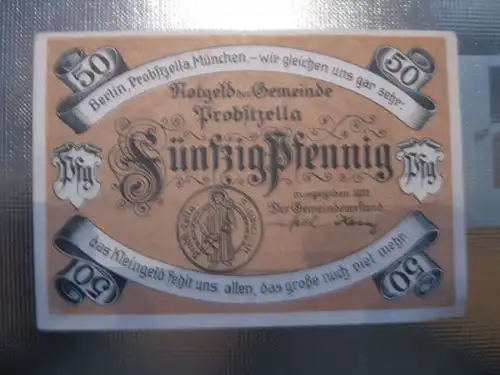 50
50
Berlin, Probstzella, München, – wir gleichen uns gar sehr:
Notgeld der Gemeinde
Probstzella
Fünfzig Pfennig
Pfg
Pfg
Der Gemeindevorstand
das Kleingeld fehlt uns allen, das große noch viel mehr.
50
50